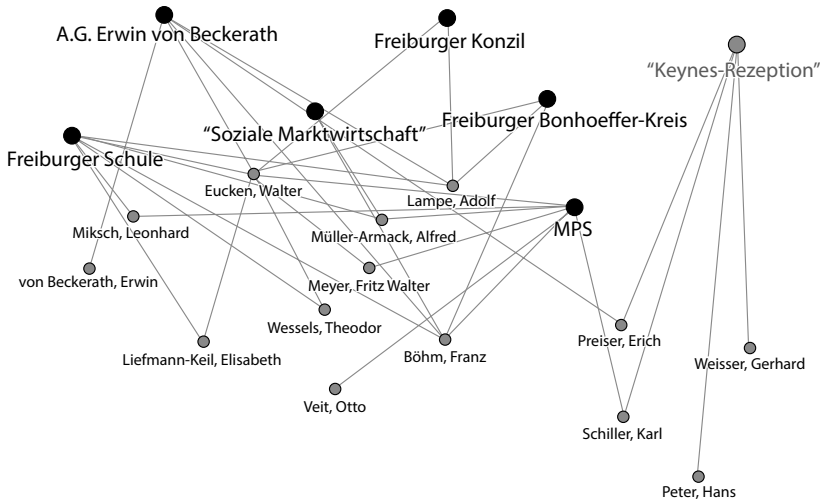 A.G. Erwin von Beckerath
Freiburger Konzil
“Keynes-Rezeption”
“Soziale Marktwirtschaft”
Freiburger Bonhoeffer-Kreis
Freiburger Schule
Eucken, Walter
Lampe, Adolf
Miksch, Leonhard
Müller-Armack, Alfred
MPS
von Beckerath, Erwin
Meyer, Fritz Walter
Wessels, Theodor
Liefmann-Keil, Elisabeth
Böhm, Franz
Preiser, Erich
Weisser, Gerhard
Veit, Otto
Schiller, Karl
Peter, Hans